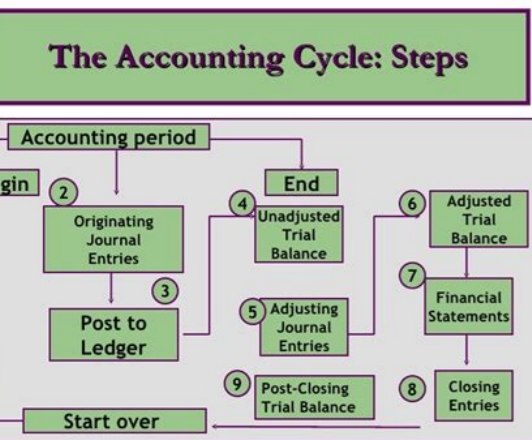 The Accounting Cycle: Steps
Accounting period
gin
End
2
Originating
Journal
Entries
3
Post to
Ledger
4
Unadjusted
Trial
Balance
5
Adjusting
Journal
Entries
6
Adjusted
Trial
Balance
7
Financial
Statements
8
Closing
Entries
9
Post-Closing
Trial Balance
Start over